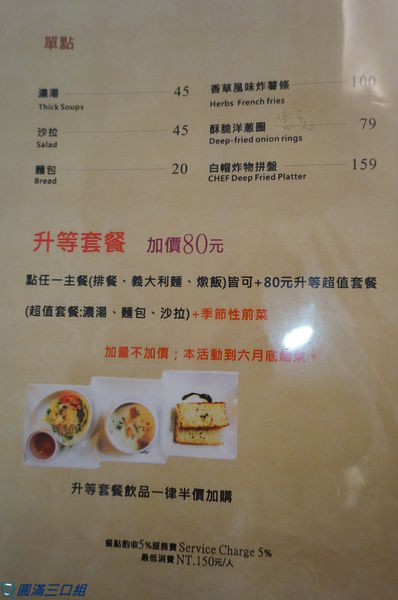 單點
濃湯 45
Thick Soups
沙拉 45
Salad
麵包 20
Bread
香草風味炸薯條 100
Herbs French fries
酥脆洋蔥圈 79
Deep-fried onion rings
白帽炸物拼盤 159
CHEF Deep Fried Platter
升等套餐 加價80元
點任一主餐(排餐、義大利麵、燉飯)皆可+80元升等超值套餐
(超值套餐:濃湯、麵包、沙拉)+季節性前菜
加量不加價；本活動到六月底結束
升等套餐飲品一律半價加購
餐點酌收5%服務費 Service Charge 5%
最低消費 NT.150元/人
圓滿三口組